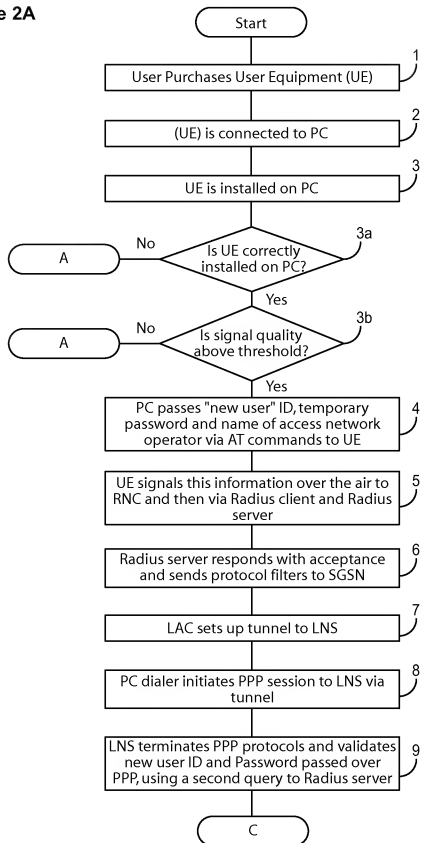 e 2A
Start
1
User Purchases User Equipment (UE)
2
(UE) is connected to PC
3
UE is installed on PC
3a
No
A
Is UE correctly
installed on PC?
Yes
3b
No
A
Is signal quality
above threshold?
Yes
PC passes "new user" ID, temporary
password and name of access network
operator via AT commands to UE
4
UE signals this information over the air to
RNC and then via Radius client and Radius
server
5
Radius server responds with acceptance
and sends protocol filters to SGSN
6
7
LAC sets up tunnel to LNS
PC dialer initiates PPP session to LNS via
tunnel
8
LNS terminates PPP protocols and validates
new user ID and Password passed over
PPP, using a second query to Radius server
9
C